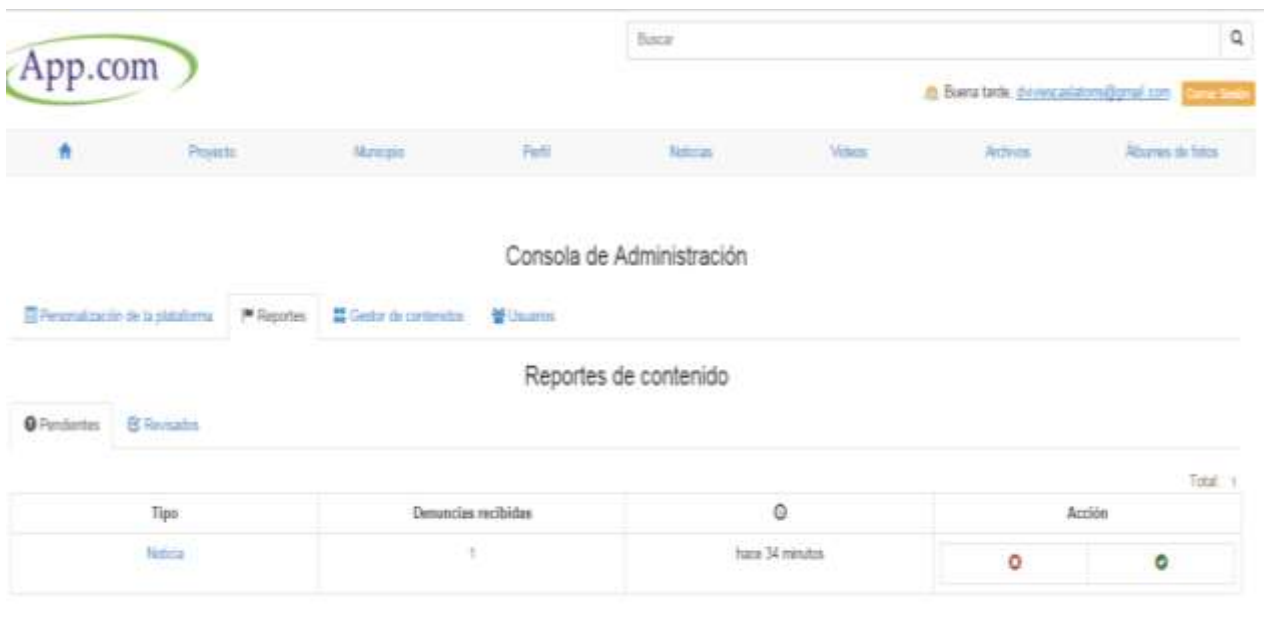 App.com
Buscar
Buena tarde, Cerrar Sesión
Proyecto Municipio Perfil Noticias Videos Archivos Álbumes de fotos
Consola de Administración
Personalización de la plataforma Reportes Gestor de contenidos Usuarios
Reportes de contenido
Pendientes Revisados
Total: 1
Tipo Denuncias recibidas Acción
Noticia 1 hace 34 minutos